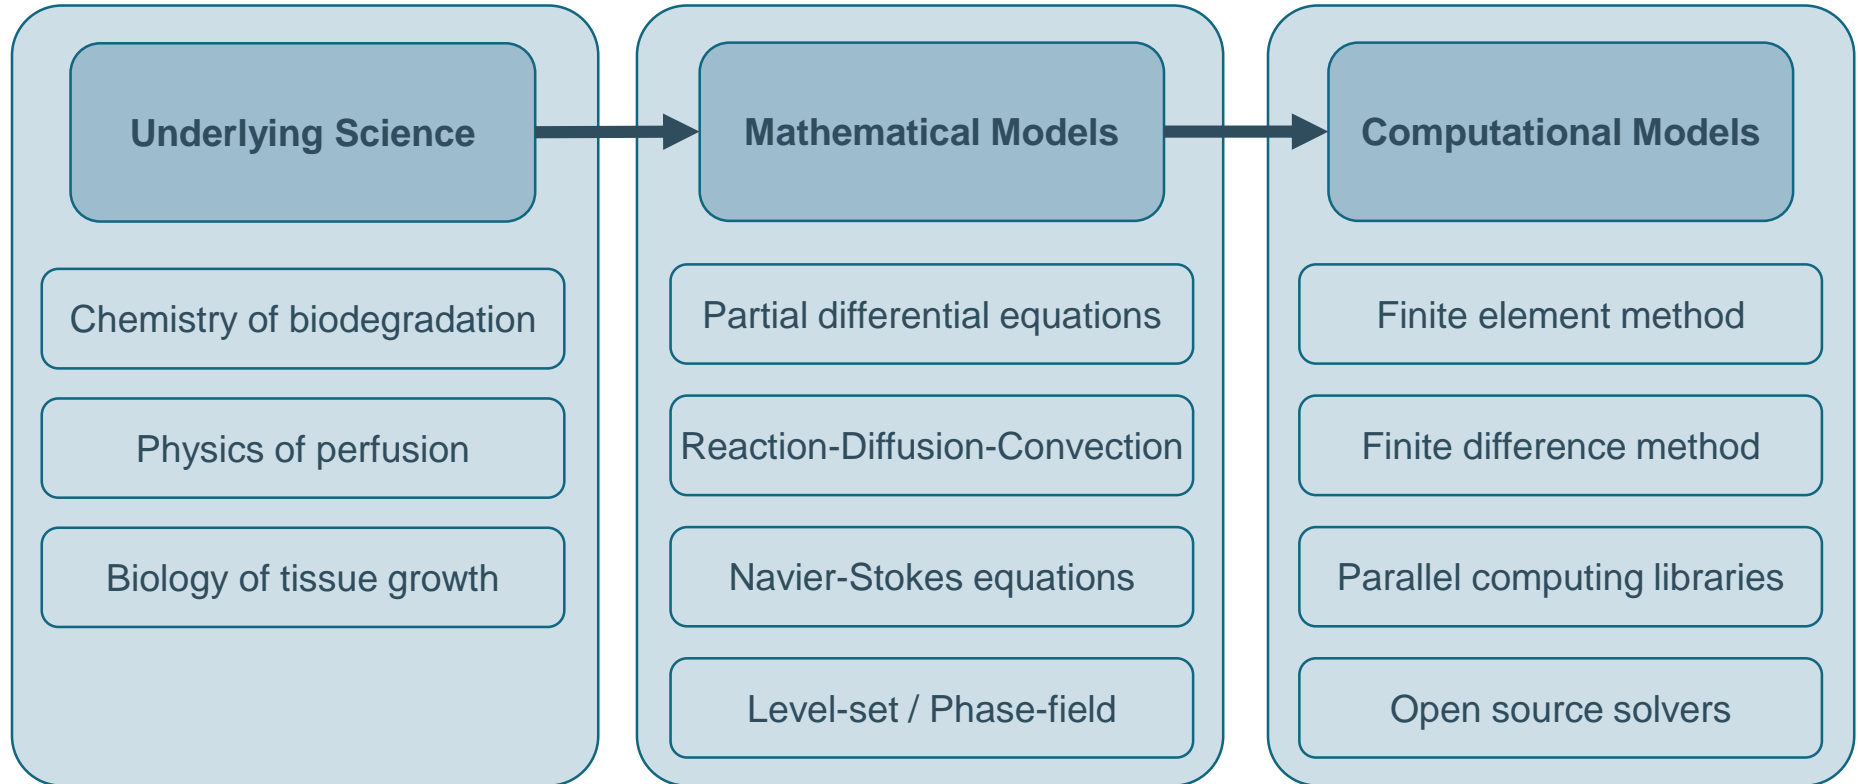 Underlying Science
Chemistry of biodegradation
Physics of perfusion
Biology of tissue growth
Mathematical Models
Partial differential equations
Reaction-Diffusion-Convection
Navier-Stokes equations
Level-set / Phase-field
Computational Models
Finite element method
Finite difference method
Parallel computing libraries
Open source solvers